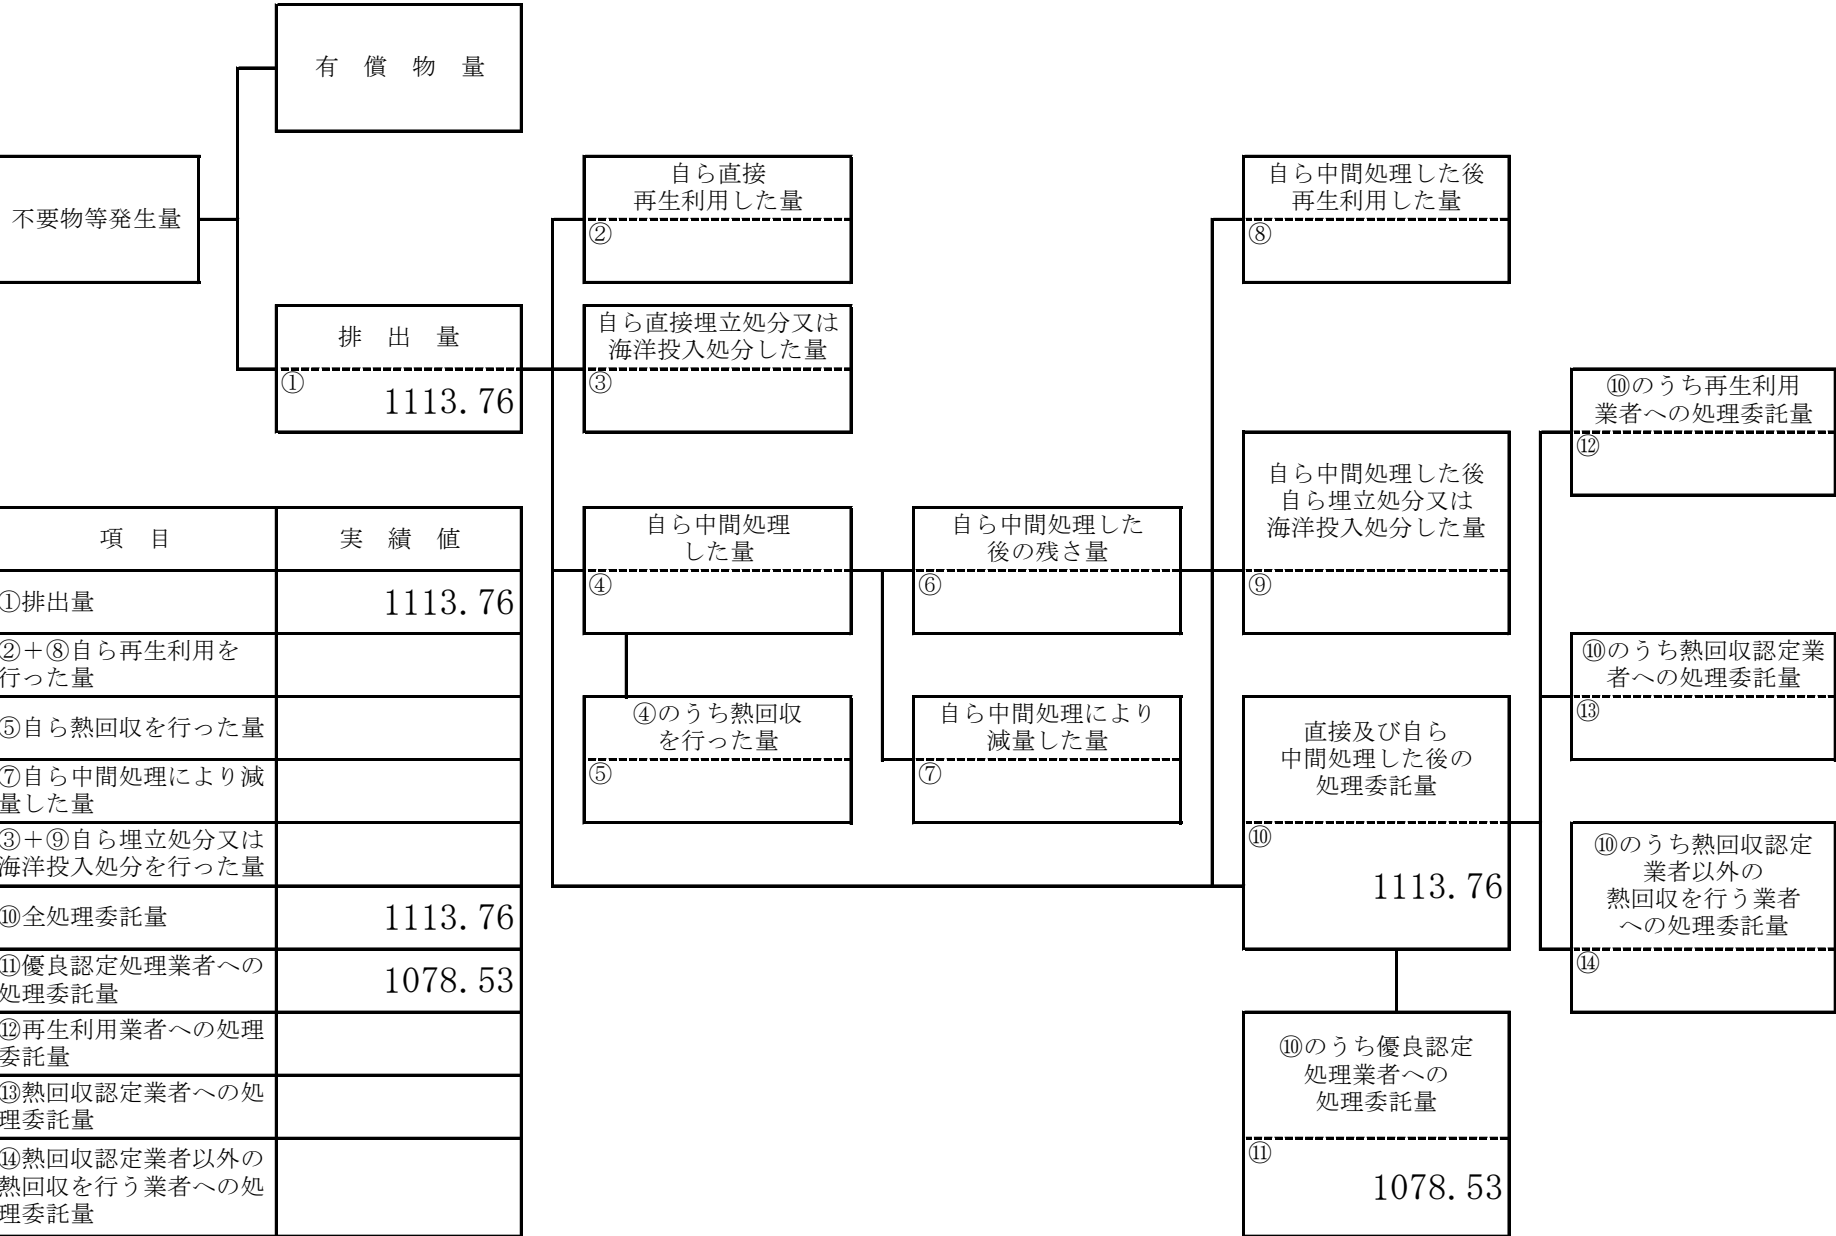 有 償 物 量
不要物等発生量
排 出 量
①
1113.76
自ら直接
再生利用した量
②
自ら直接埋立処分又は
海洋投入処分した量
③
自ら中間処理
した量
④
④のうち熱回収
を行った量
⑤
自ら中間処理した
後の残さ量
⑥
自ら中間処理により
減量した量
⑦
自ら中間処理した後
再生利用した量
⑧
自ら中間処理した後
自ら埋立処分又は
海洋投入処分した量
⑨
直接及び自ら
中間処理した後の
処理委託量
⑩
1113.76
⑩のうち優良認定
処理業者への
処理委託量
⑪
1078.53
⑩のうち再生利用
業者への処理委託量
⑫
⑩のうち熱回収認定業
者への処理委託量
⑬
⑩のうち熱回収認定
業者以外の
熱回収を行う業者
への処理委託量
⑭
項 目
実 績 値
①排出量
1113.76
②＋⑧自ら再生利用を
行った量
⑤自ら熱回収を行った量
⑦自ら中間処理により減
量した量
③＋⑨自ら埋立処分又は
海洋投入処分を行った量
⑩全処理委託量
1113.76
⑪優良認定処理業者への
処理委託量
1078.53
⑫再生利用業者への処理
委託量
⑬熱回収認定業者への処
理委託量
⑭熱回収認定業者以外の
熱回収を行う業者への処
理委託量